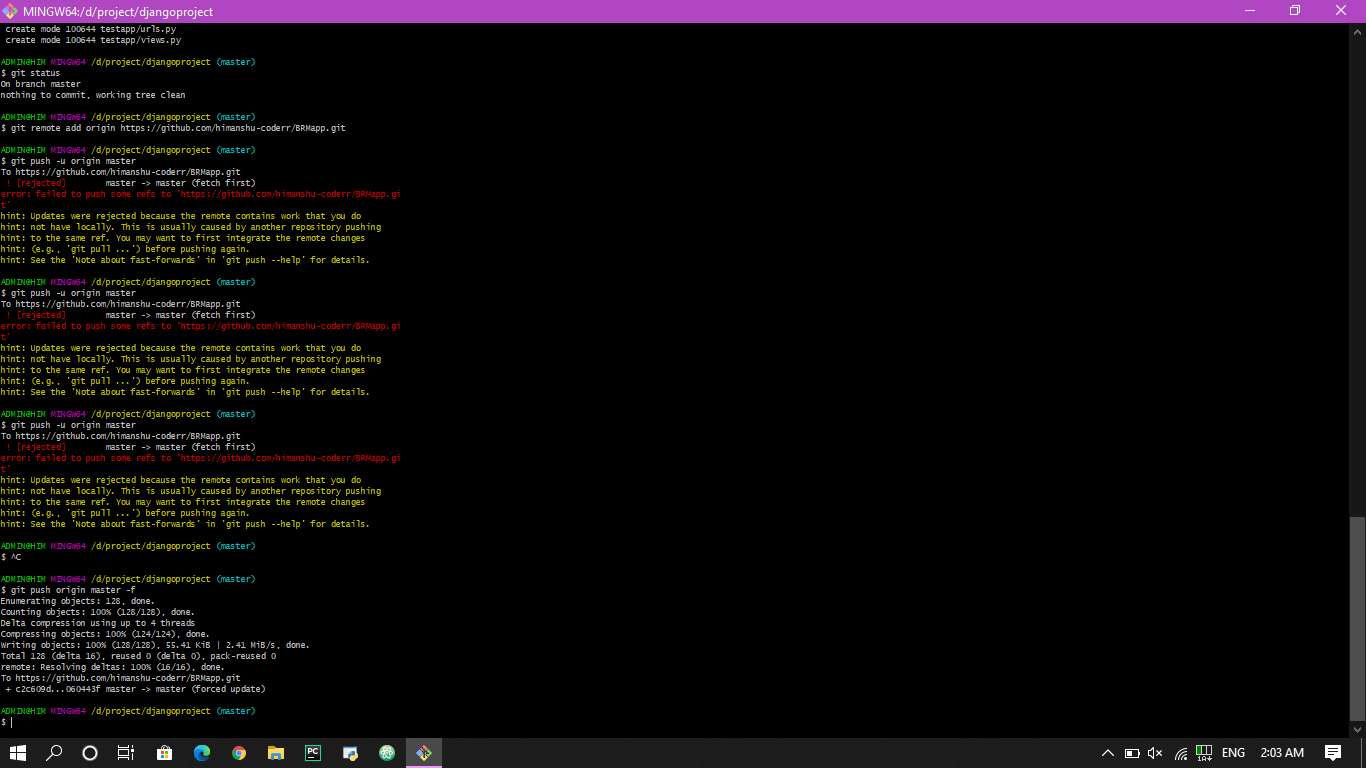 MINGW64:/d/project/djangoproject
create mode 100644 testapp/urls.py
create mode 100644 testapp/views.py
ADMIN@HIM MINGW64 /d/project/djangoproject (master)
$ git status
On branch master
nothing to commit, working tree clean
ADMIN@HIM MINGW64 /d/project/djangoproject (master)
$ git remote add origin https://github.com/himanshu-coderr/BRMapp.git
ADMIN@HIM MINGW64 /d/project/djangoproject (master)
$ git push -u origin master
To https://github.com/himanshu-coderr/BRMapp.git
! [rejected]        master -> master (fetch first)
error: failed to push some refs to 'https://github.com/himanshu-coderr/BRMapp.gi
t'
hint: Updates were rejected because the remote contains work that you do
hint: not have locally. This is usually caused by another repository pushing
hint: to the same ref. You may want to first integrate the remote changes
hint: (e.g., 'git pull ...') before pushing again.
hint: See the 'Note about fast-forwards' in 'git push --help' for details.
ADMIN@HIM MINGW64 /d/project/djangoproject (master)
$ git push -u origin master
To https://github.com/himanshu-coderr/BRMapp.git
! [rejected]        master -> master (fetch first)
error: failed to push some refs to 'https://github.com/himanshu-coderr/BRMapp.gi
t'
hint: Updates were rejected because the remote contains work that you do
hint: not have locally. This is usually caused by another repository pushing
hint: to the same ref. You may want to first integrate the remote changes
hint: (e.g., 'git pull ...') before pushing again.
hint: See the 'Note about fast-forwards' in 'git push --help' for details.
ADMIN@HIM MINGW64 /d/project/djangoproject (master)
$ git push -u origin master
To https://github.com/himanshu-coderr/BRMapp.git
! [rejected]        master -> master (fetch first)
error: failed to push some refs to 'https://github.com/himanshu-coderr/BRMapp.gi
t'
hint: Updates were rejected because the remote contains work that you do
hint: not have locally. This is usually caused by another repository pushing
hint: to the same ref. You may want to first integrate the remote changes
hint: (e.g., 'git pull ...') before pushing again.
hint: See the 'Note about fast-forwards' in 'git push --help' for details.
ADMIN@HIM MINGW64 /d/project/djangoproject (master)
$ ^C
ADMIN@HIM MINGW64 /d/project/djangoproject (master)
$ git push origin master -f
Enumerating objects: 128, done.
Counting objects: 100% (128/128), done.
Delta compression using up to 4 threads
Compressing objects: 100% (124/124), done.
Writing objects: 100% (128/128), 55.41 KiB | 2.41 MiB/s, done.
Total 128 (delta 16), reused 0 (delta 0), pack-reused 0
remote: Resolving deltas: 100% (16/16), done.
To https://github.com/himanshu-coderr/BRMapp.git
+ c2c609d...060443f master -> master (forced update)
ADMIN@HIM MINGW64 /d/project/djangoproject (master)
$
PC
ENG
2:03 AM